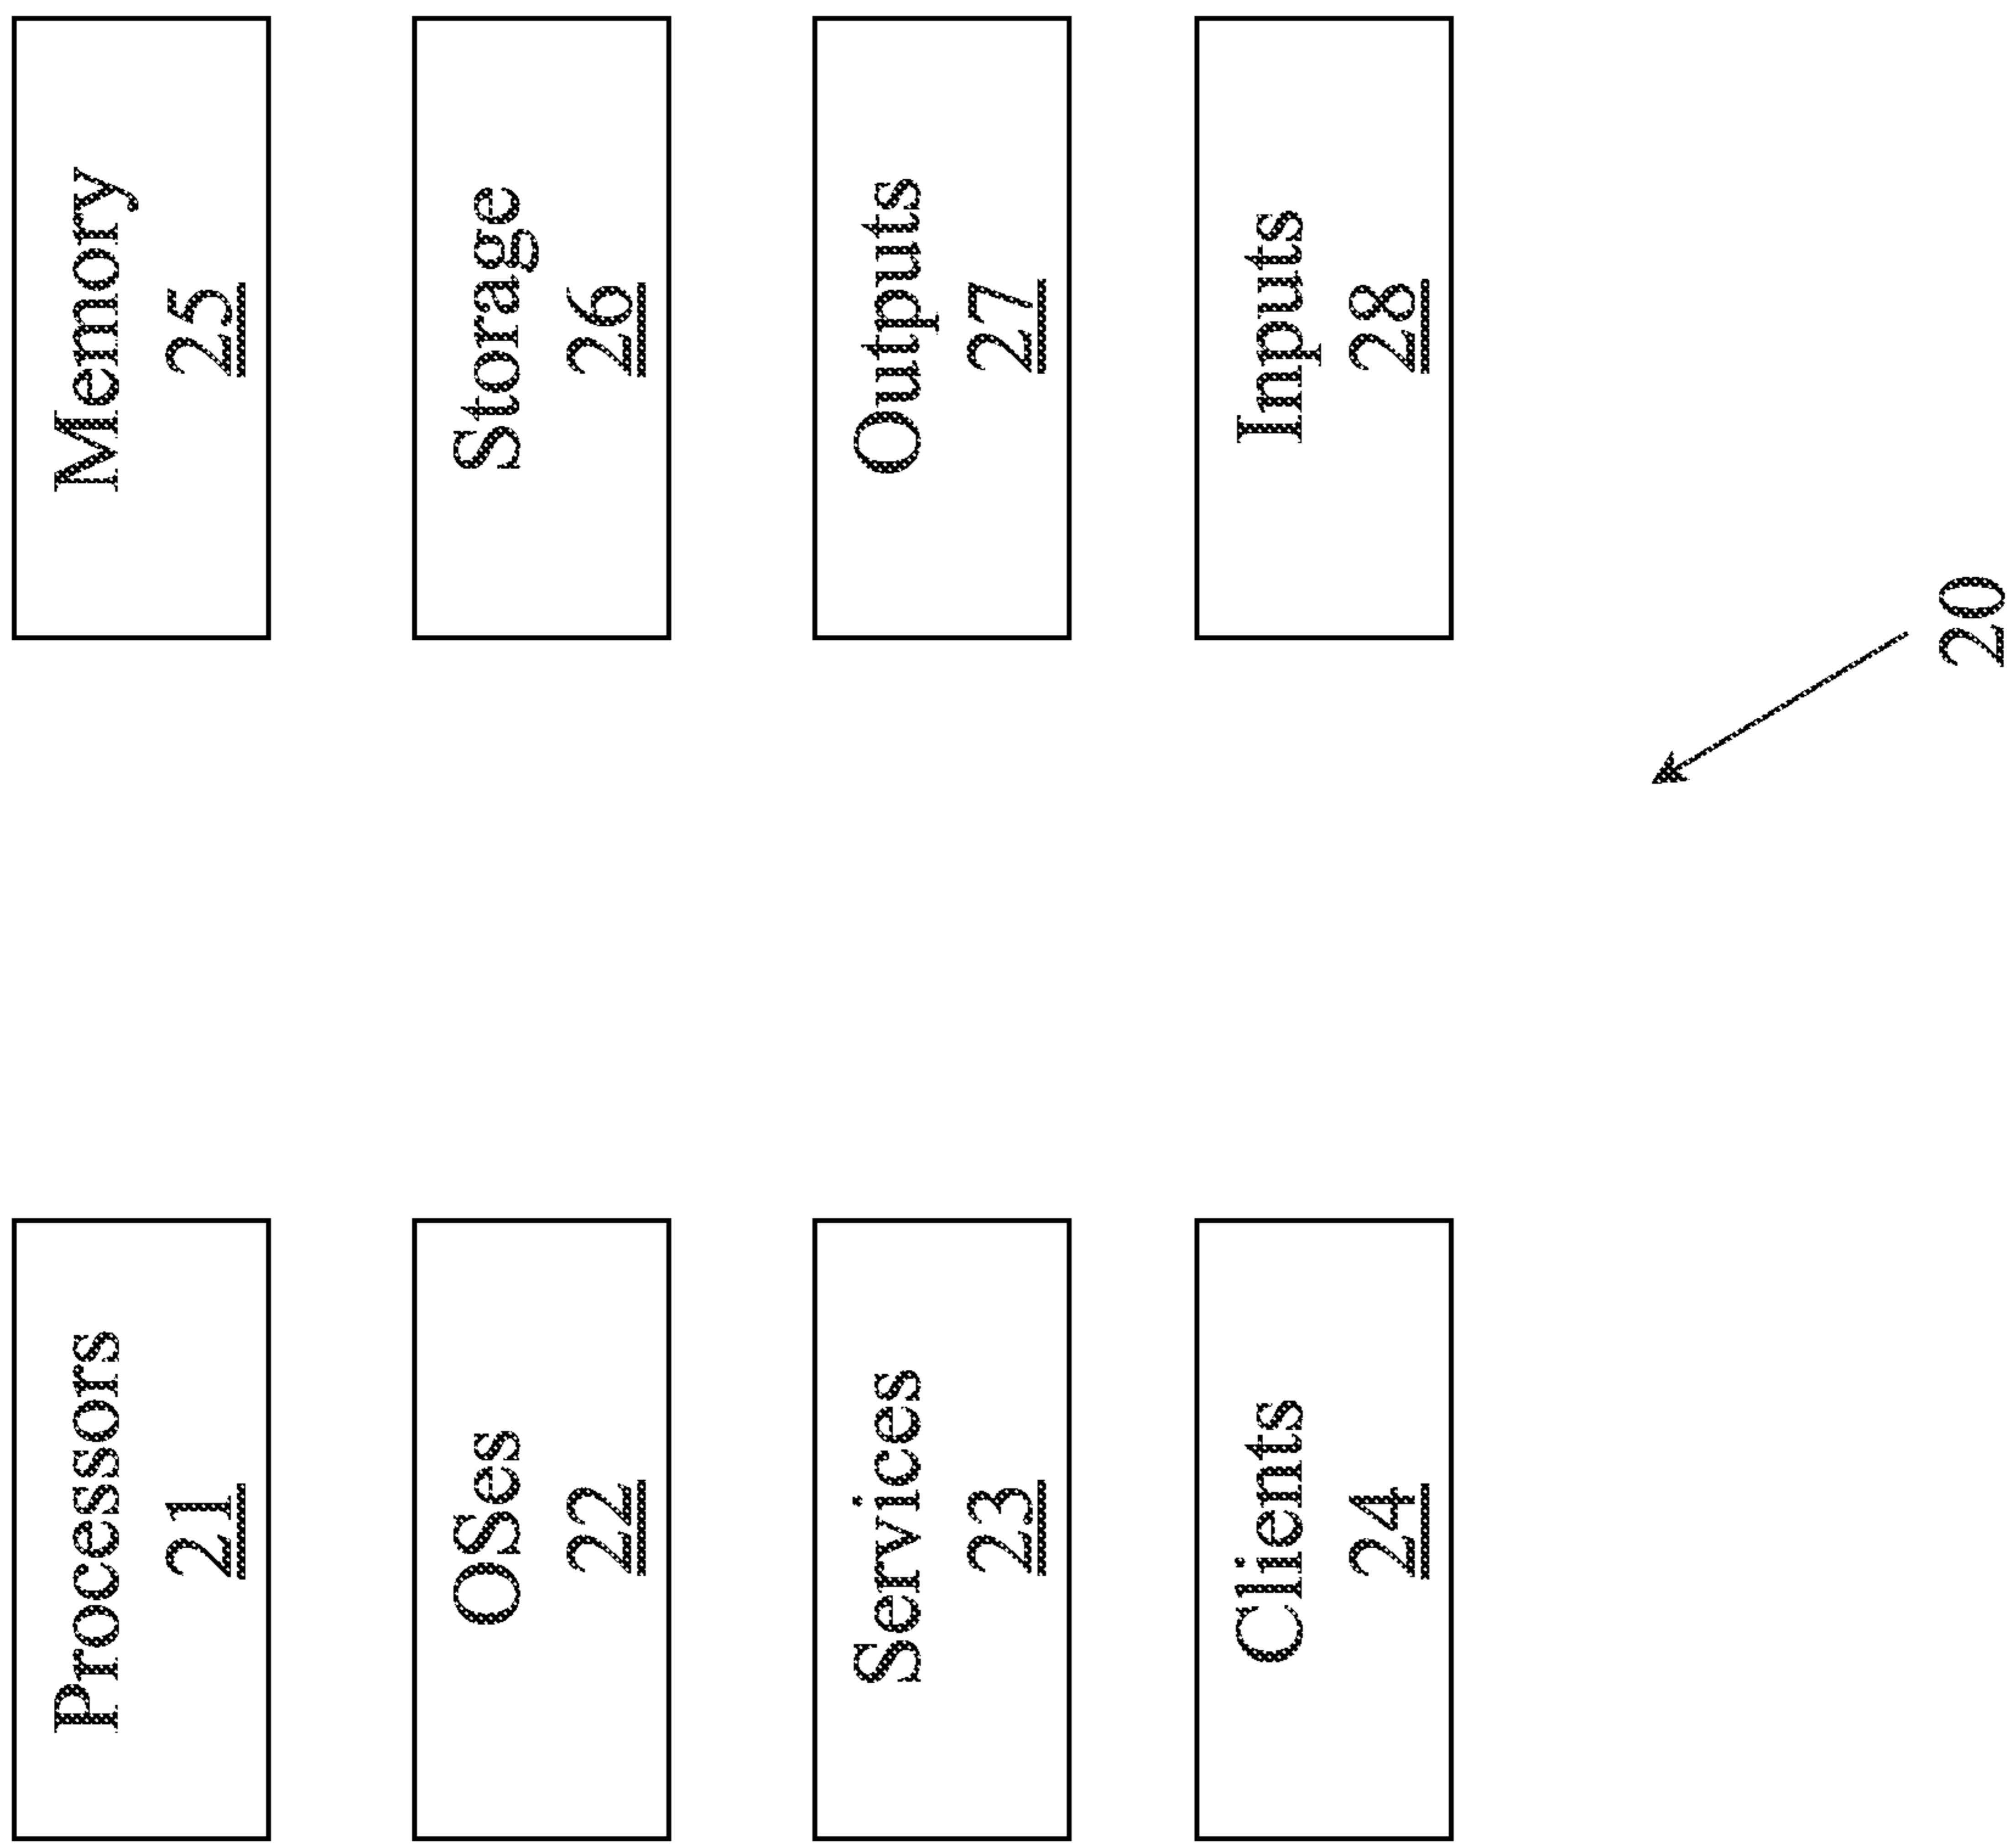 Processors
21
Memory
25
OSes
22
Storage
26
Services
23
Outputs
27
Clients
24
Inputs
28
20